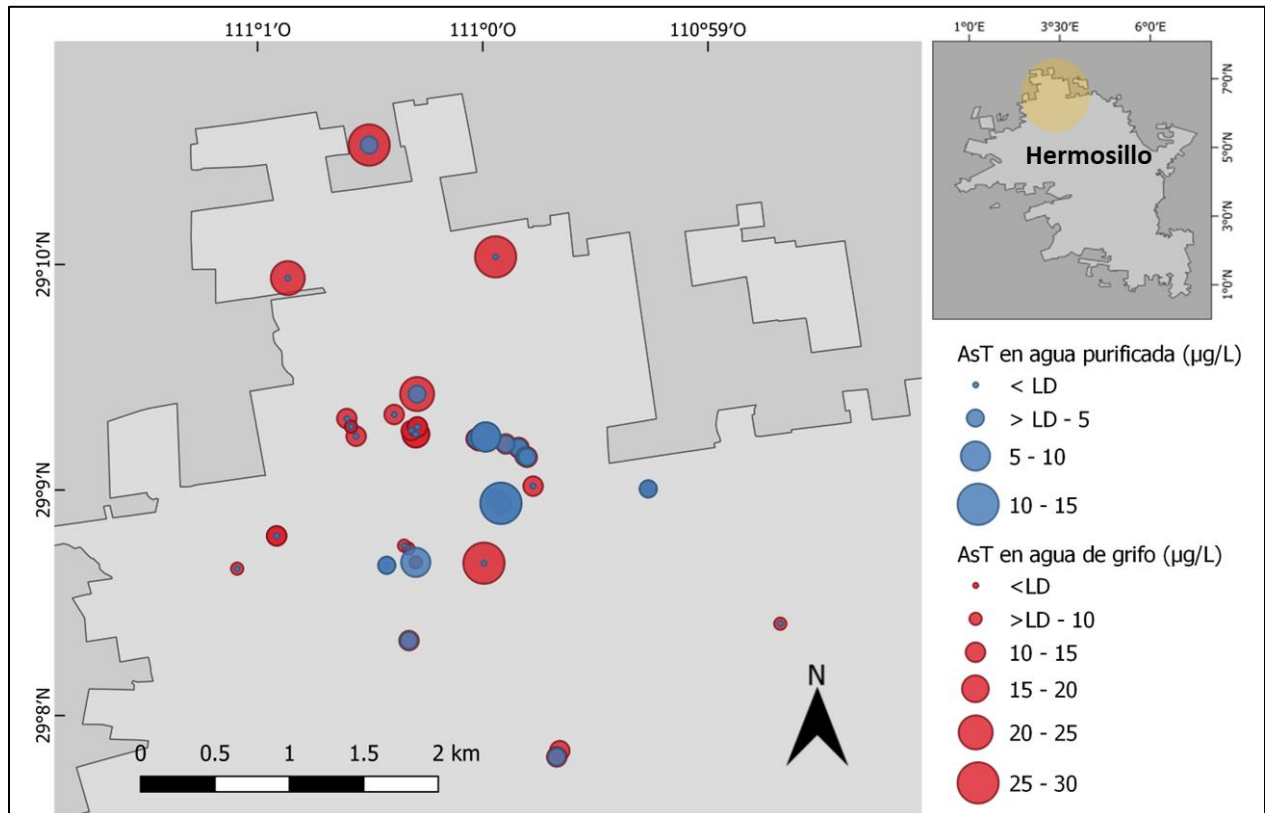 111°1'O 111°0'O 110°59'O
29°10'N
29°9'N
29°8'N
0 0.5 1 1.5 2 km
N
1°0'E 3°30'E 6°0'E
7°0'N
5°0'N
3°0'N
1°0'N
Hermosillo
AsT en agua purificada (µg/L)
< LD
> LD - 5
5 - 10
10 - 15
AsT en agua de grifo (µg/L)
<LD
>LD - 10
10 - 15
15 - 20
20 - 25
25 - 30